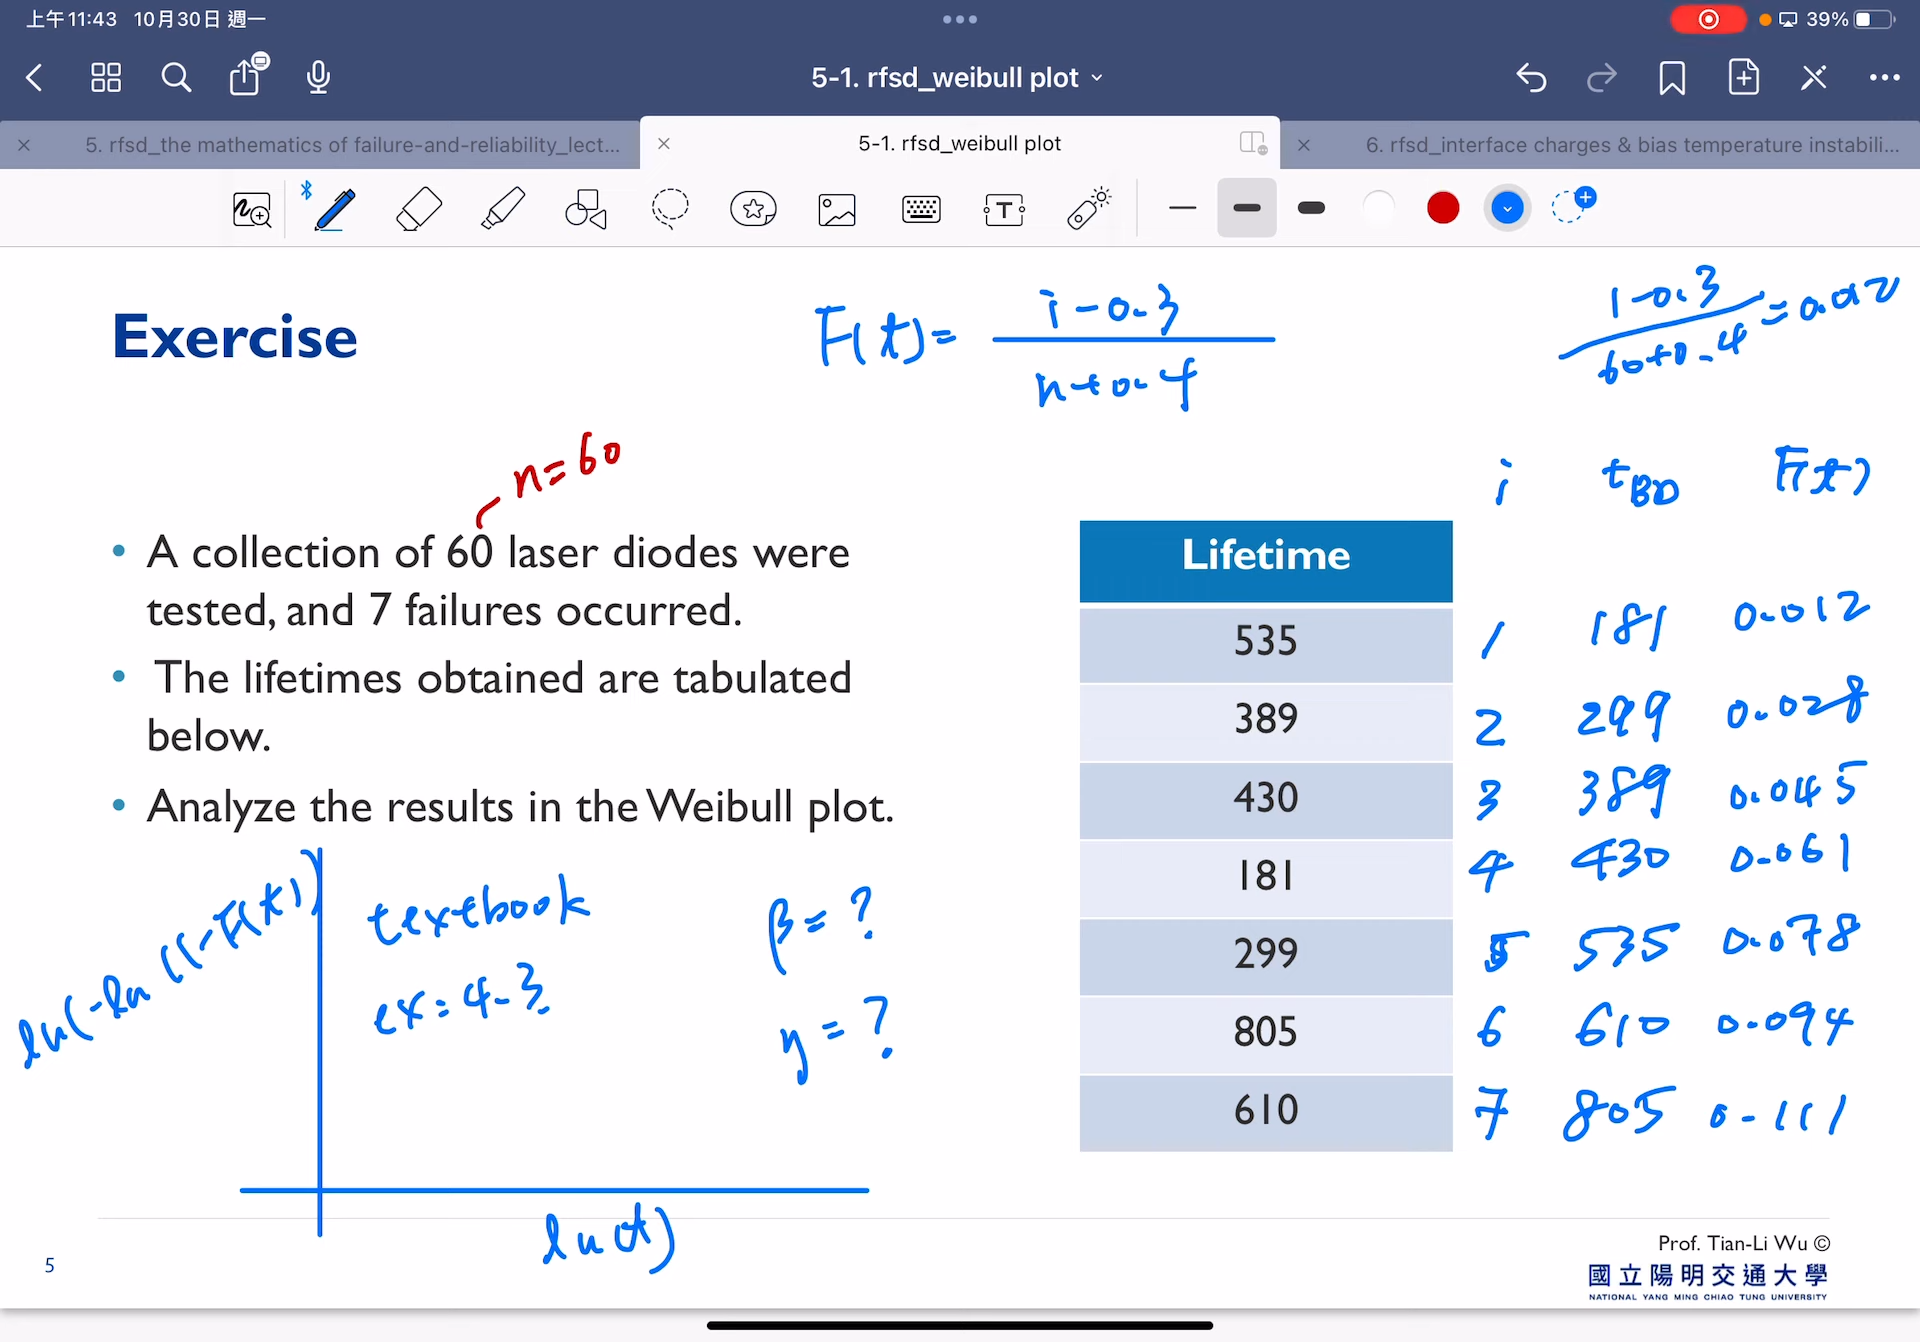 上午11:43 10月30日 週一
39%
5-1. rfsd_weibull plot
5. rfsd_the mathematics of failure-and-reliability_lect...
5-1. rfsd_weibull plot
6. rfsd_interface charges & bias temperature instabili...
Exercise
F(t) = i-0.3 / n+0.4
1-0.3 / 60+0.4 = 0.012
n=60
A collection of 60 laser diodes were
tested, and 7 failures occurred.
The lifetimes obtained are tabulated
below.
Analyze the results in the Weibull plot.
ln(-ln(1-F(t)))
textbook
ex: 4-3
β = ?
η = ?
ln(t)
i tBD F(t)
Lifetime
535 1 181 0.012
389 2 299 0.028
430 3 389 0.045
181 4 430 0.061
299 5 535 0.078
805 6 610 0.094
610 7 805 0.111
5
Prof. Tian-Li Wu ©
國立陽明交通大學
NATIONAL YANG MING CHIAO TUNG UNIVERSITY